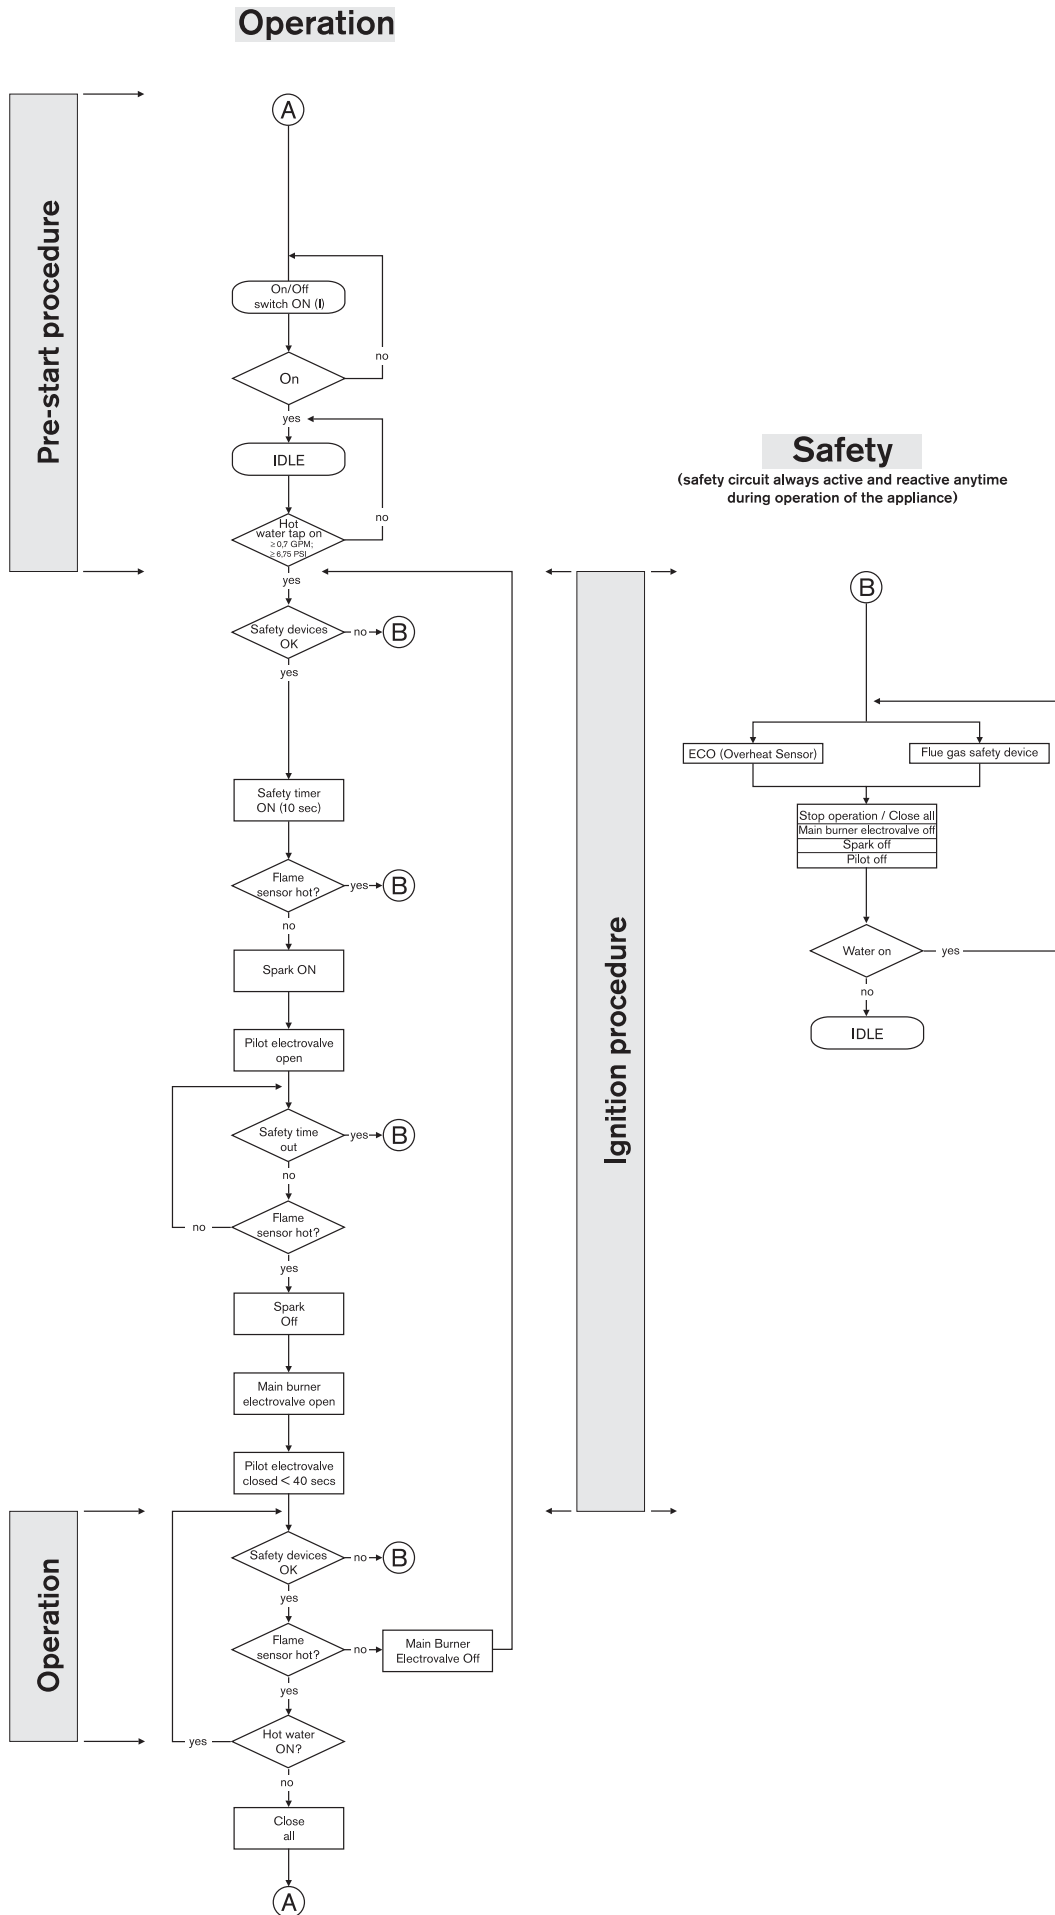 Operation
Pre-start procedure
A
On/Off
switch ON (I)
no
On
yes
IDLE
no
Hot
water tap on
≥0,7 GPM;
≥6,75 PSI
yes
Safety devices
OK
no
B
yes
Safety timer
ON (10 sec)
Flame
sensor hot?
yes
B
no
Spark ON
Pilot electrovalve
open
Safety time
out
yes
B
no
Flame
sensor hot?
no
yes
Spark
Off
Main burner
electrovalve open
Pilot electrovalve
closed < 40 secs
Operation
Safety devices
OK
no
B
yes
Flame
sensor hot?
no
Main Burner
Electrovalve Off
yes
Hot water
ON?
yes
no
Close
all
A
Ignition procedure
Safety
(safety circuit always active and reactive anytime
during operation of the appliance)
B
ECO (Overheat Sensor)
Flue gas safety device
Stop operation / Close all
Main burner electrovalve off
Spark off
Pilot off
Water on
yes
no
IDLE